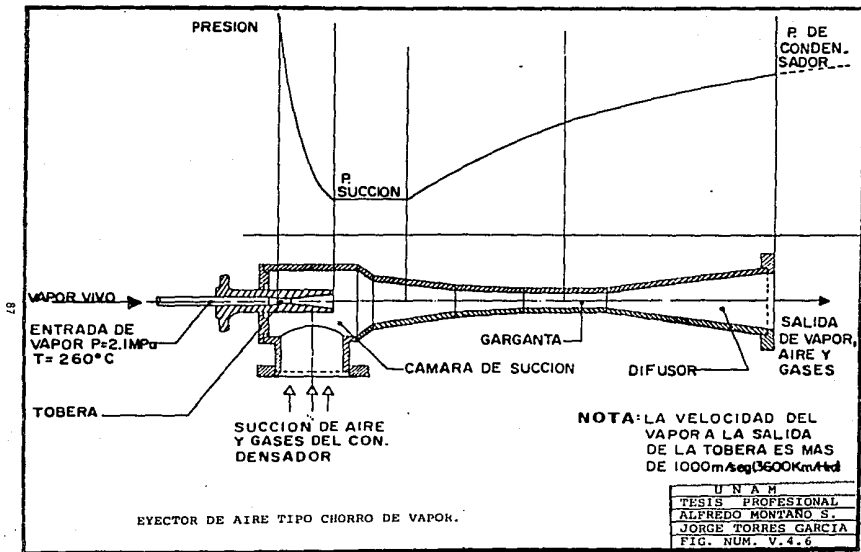 PRESION
P. DE
CONDEN-
SADOR
P.
SUCCION
VAPOR VIVO
ENTRADA DE
VAPOR P=2.1MPa
T= 260°C
TOBERA
SUCCION DE AIRE
Y GASES DEL CON.
DENSADOR
CAMARA DE SUCCION
GARGANTA
DIFUSOR
SALIDA
DE VAPOR,
AIRE Y
GASES
NOTA: LA VELOCIDAD DEL
VAPOR A LA SALIDA
DE LA TOBERA ES MAS
DE 1000m/seg(3600Km/Hr)
EYECTOR DE AIRE TIPO CHORRO DE VAPOR.
U N A M
TESIS PROFESIONAL
ALFREDO MONTAÑO S.
JORGE TORRES GARCIA
FIG. NUM. V.4.6
87